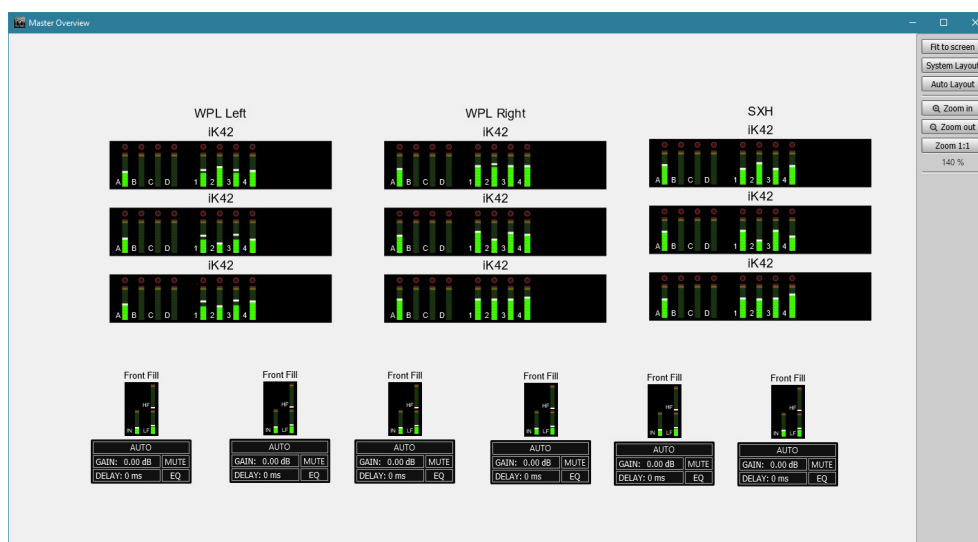 Master Overview
Fit to screen
System Layout
Auto Layout
Zoom in
Zoom out
Zoom 1:1
140 %
WPL Left WPL Right SXH
iK42 iK42 iK42
A B C D 1 2 3 4 A B C D 1 2 3 4 A B C D 1 2 3 4
iK42 iK42 iK42
A B C D 1 2 3 4 A B C D 1 2 3 4 A B C D 1 2 3 4
iK42 iK42 iK42
A B C D 1 2 3 4 A B C D 1 2 3 4 A B C D 1 2 3 4
Front Fill Front Fill Front Fill Front Fill Front Fill Front Fill
HF HF HF HF HF HF
IN LF IN LF IN LF IN LF IN LF IN LF
AUTO AUTO AUTO AUTO AUTO AUTO
GAIN: 0.00 dB MUTE GAIN: 0.00 dB MUTE GAIN: 0.00 dB MUTE GAIN: 0.00 dB MUTE GAIN: 0.00 dB MUTE GAIN: 0.00 dB MUTE
DELAY: 0 ms EQ DELAY: 0 ms EQ DELAY: 0 ms EQ DELAY: 0 ms EQ DELAY: 0 ms EQ DELAY: 0 ms EQ